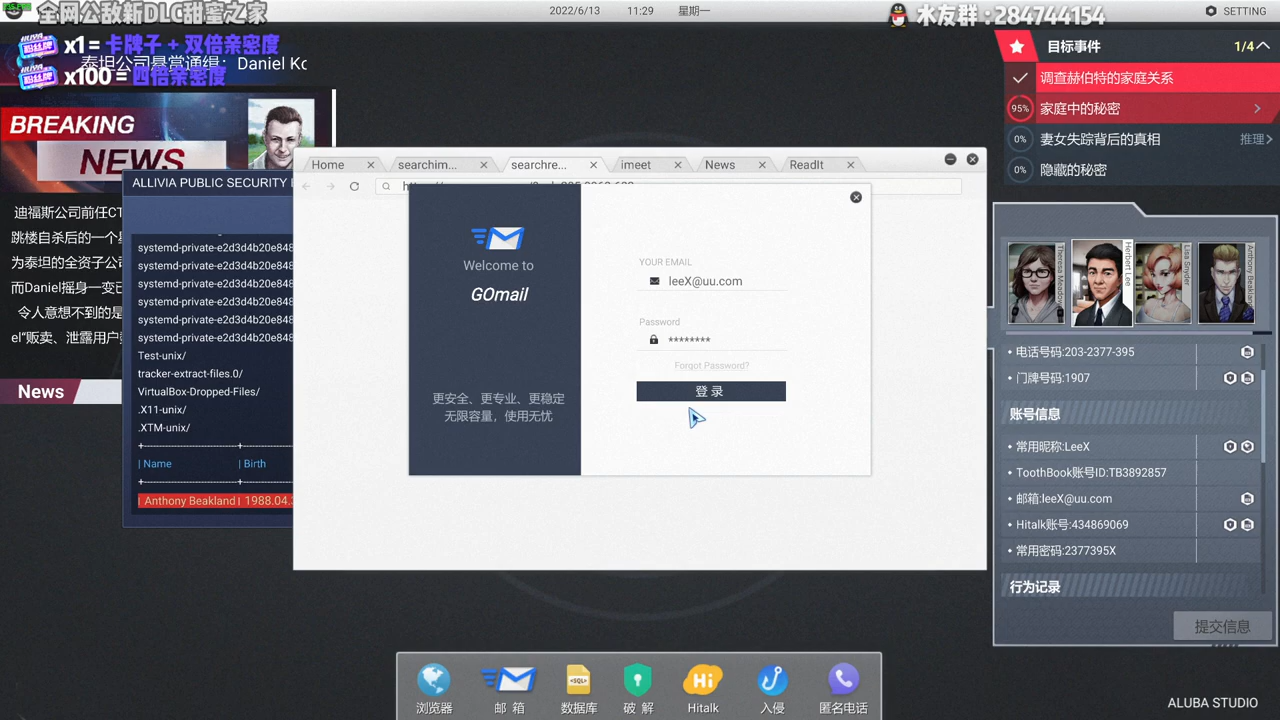 全网公敌新DLC甜蜜之家
2022/6/13
11:29
星期一
水友群:284744154
SETTING
x1 = 卡牌子 + 双倍亲密度
泰坦公司悬赏通缉：Daniel Kc
x100 = 四倍亲密度
BREAKING
NEWS
迪福斯公司前任CT
跳楼自杀后的一个
为泰坦的全资子公
而Daniel摇身一变已
令人意想不到的是
el“贩卖、泄露用户
News
ALLIVIA PUBLIC SECURITY
systemd-private-e2d3d4b20e848
systemd-private-e2d3d4b20e848
systemd-private-e2d3d4b20e848
systemd-private-e2d3d4b20e848
systemd-private-e2d3d4b20e848
systemd-private-e2d3d4b20e848
Test-unix/
tracker-extract-files.0/
VirtualBox-Dropped-Files/
.X11-unix/
.XTM-unix/
| Name | Birth
| Anthony Beakland | 1988.04.
Home
searchim...
searchre...
imeet
News
ReadIt
Welcome to
GOmail
更安全、更专业、更稳定
无限容量，使用无忧
YOUR EMAIL
leeX@uu.com
Password
********
Forgot Password?
登 录
目标事件
1/4
调查赫伯特的家庭关系
95%
家庭中的秘密
0%
妻女失踪背后的真相
推理
0%
隐藏的秘密
Theresa Meadow
Herbert Lee
Lisa Snyder
Anthony Beakland
• 电话号码:203-2377-395
• 门牌号码:1907
账号信息
• 常用昵称:LeeX
• ToothBook账号ID:TB3892857
• 邮箱:leeX@uu.com
• Hitalk账号:434869069
• 常用密码:2377395X
行为记录
提交信息
浏览器
邮 箱
<SQL>
数据库
破 解
Hi
Hitalk
入侵
匿名电话
ALUBA STUDIO